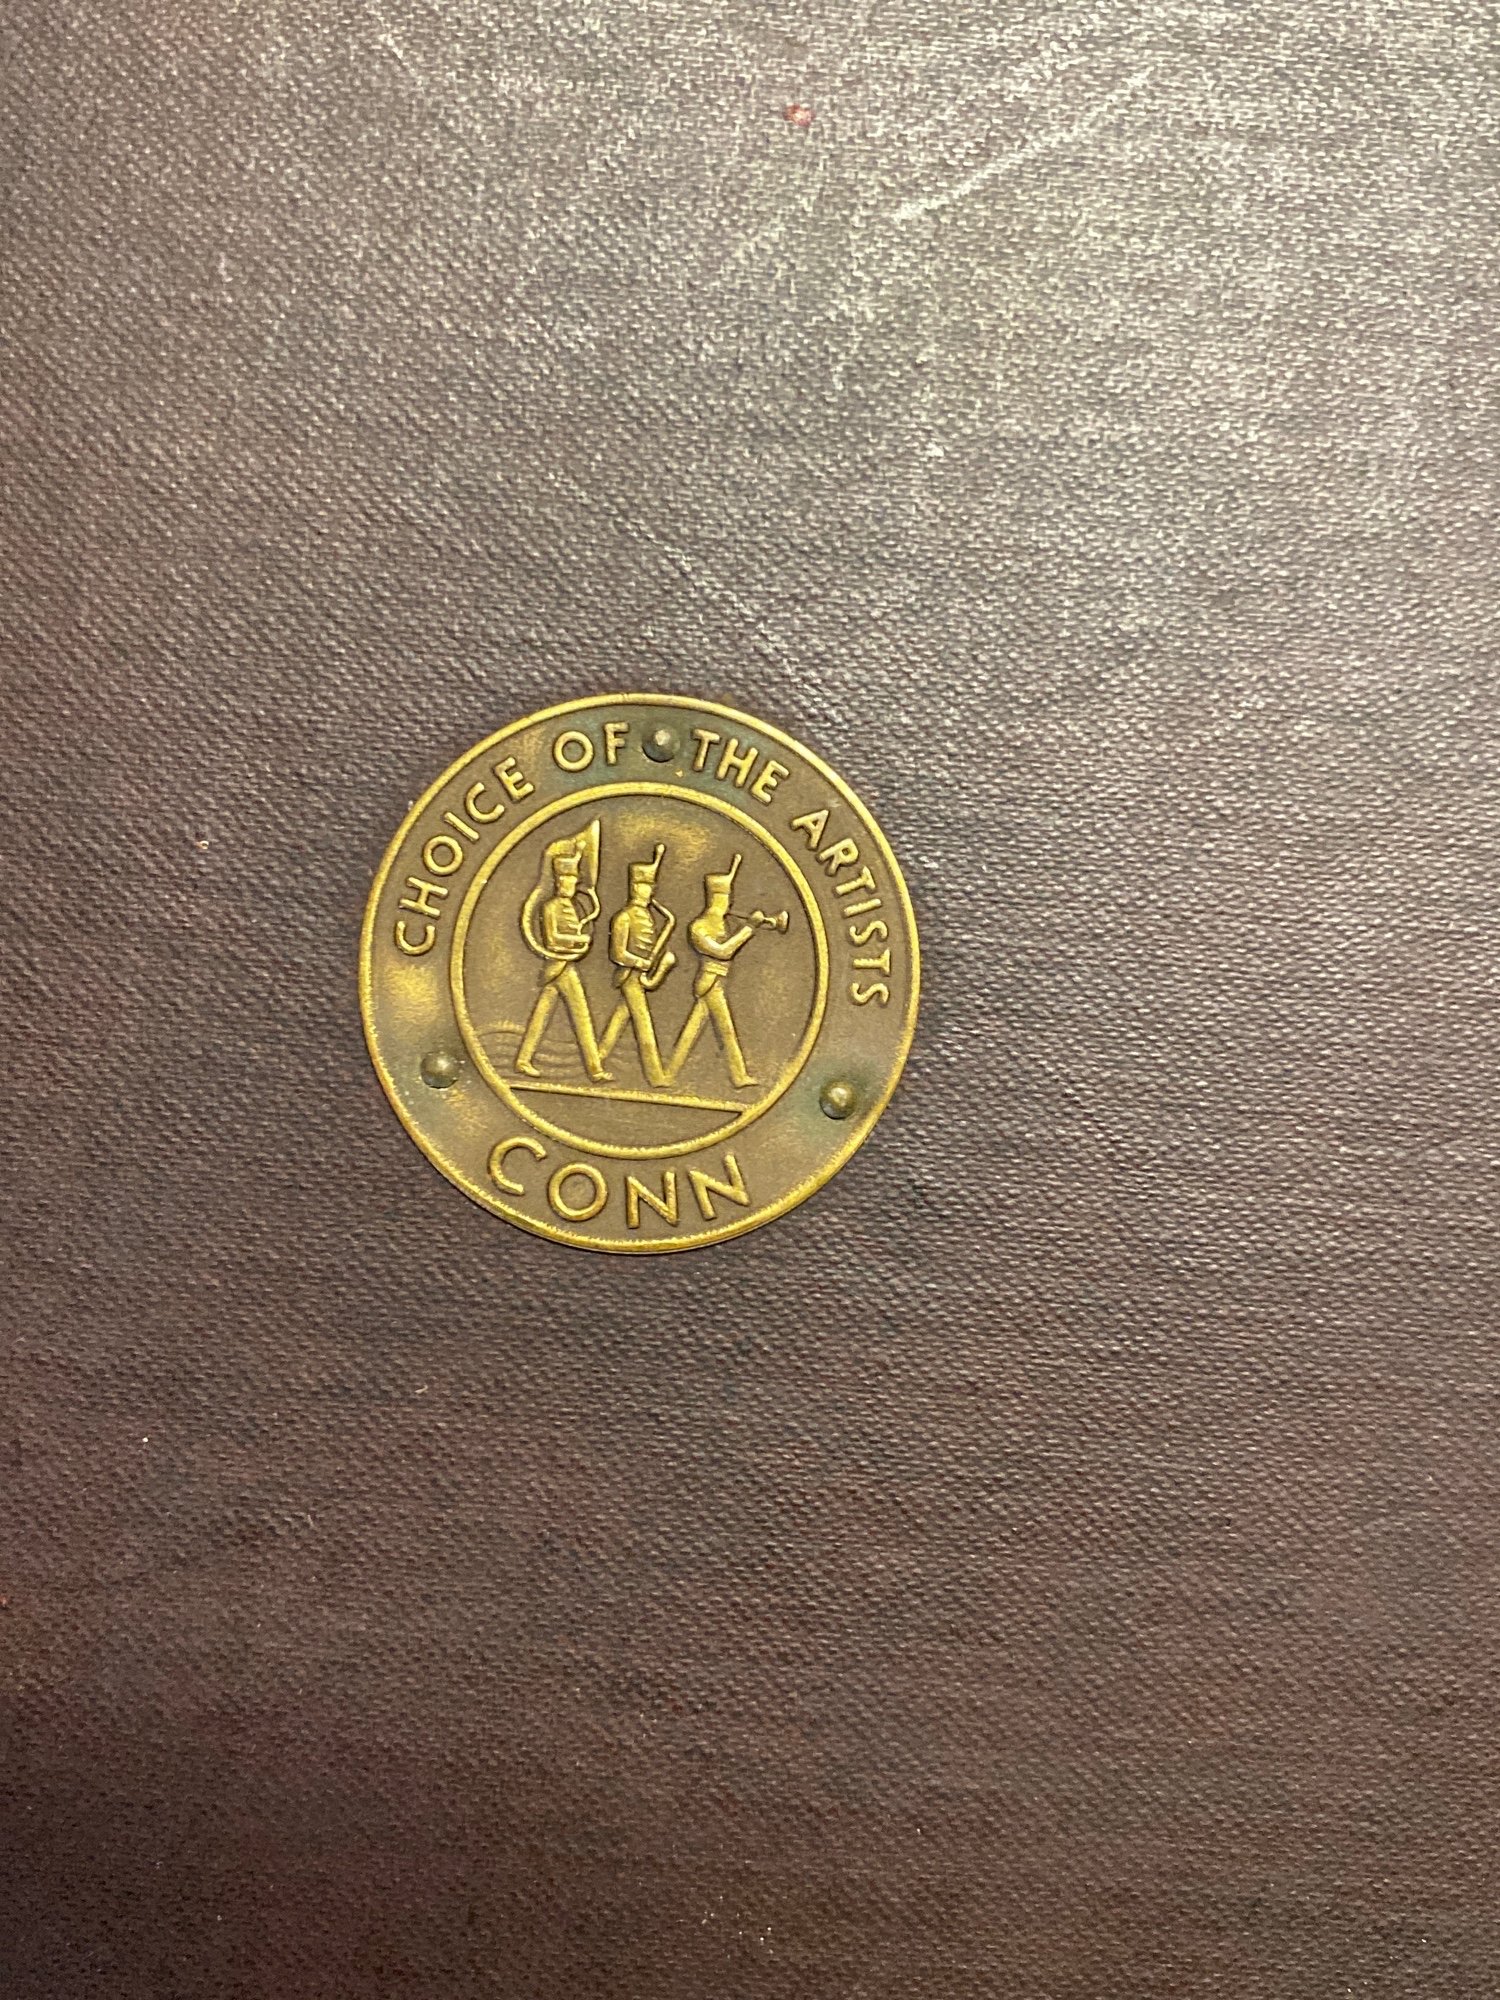 CHOICE OF THE ARTISTS
CONN